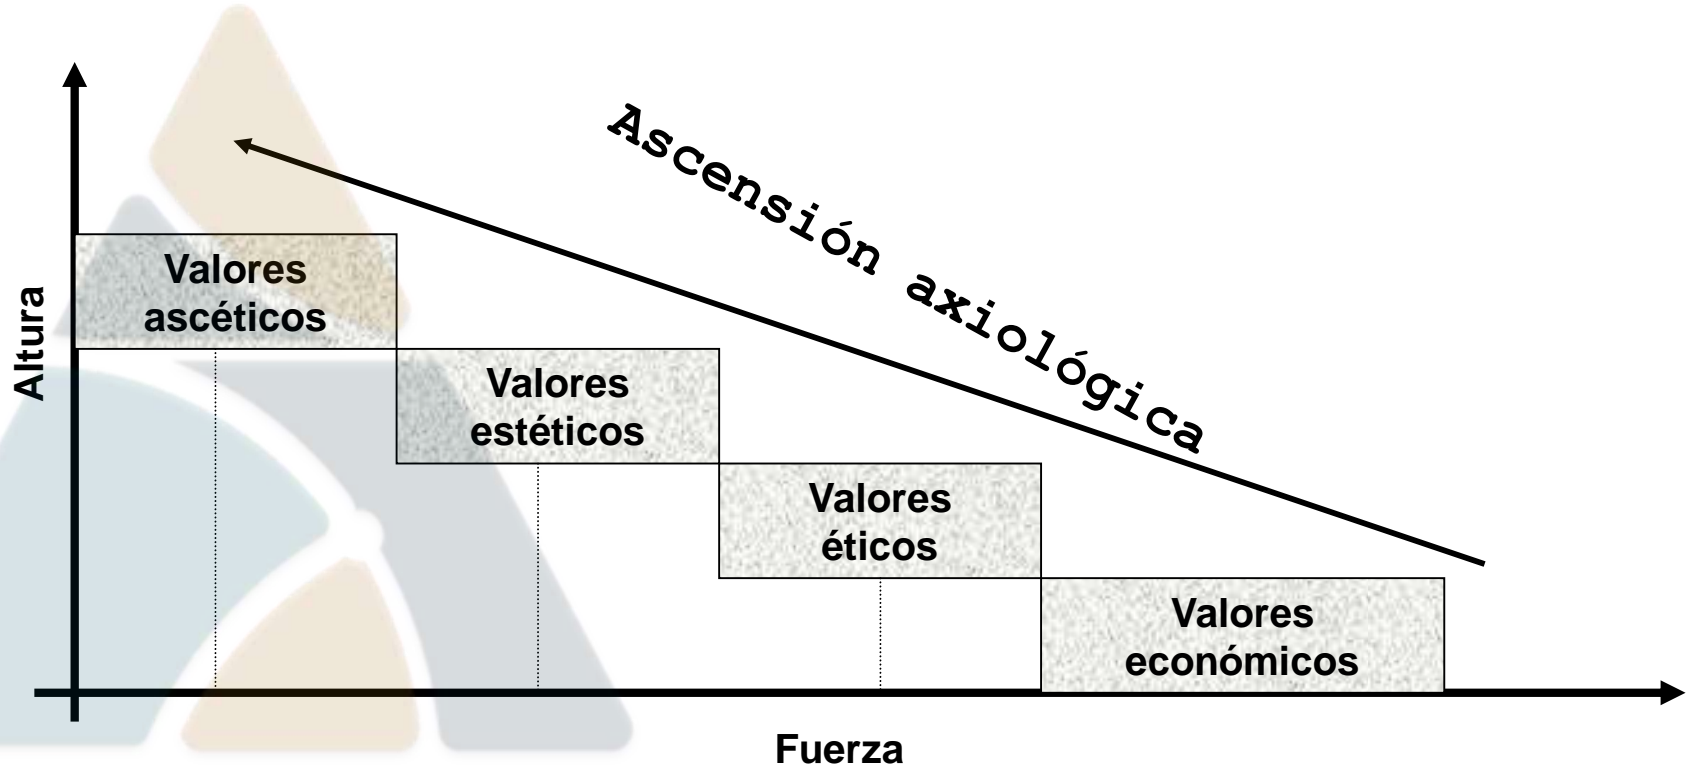 Ascensión axiológica
Altura
Valores
ascéticos
Valores
estéticos
Valores
éticos
Valores
económicos
Fuerza